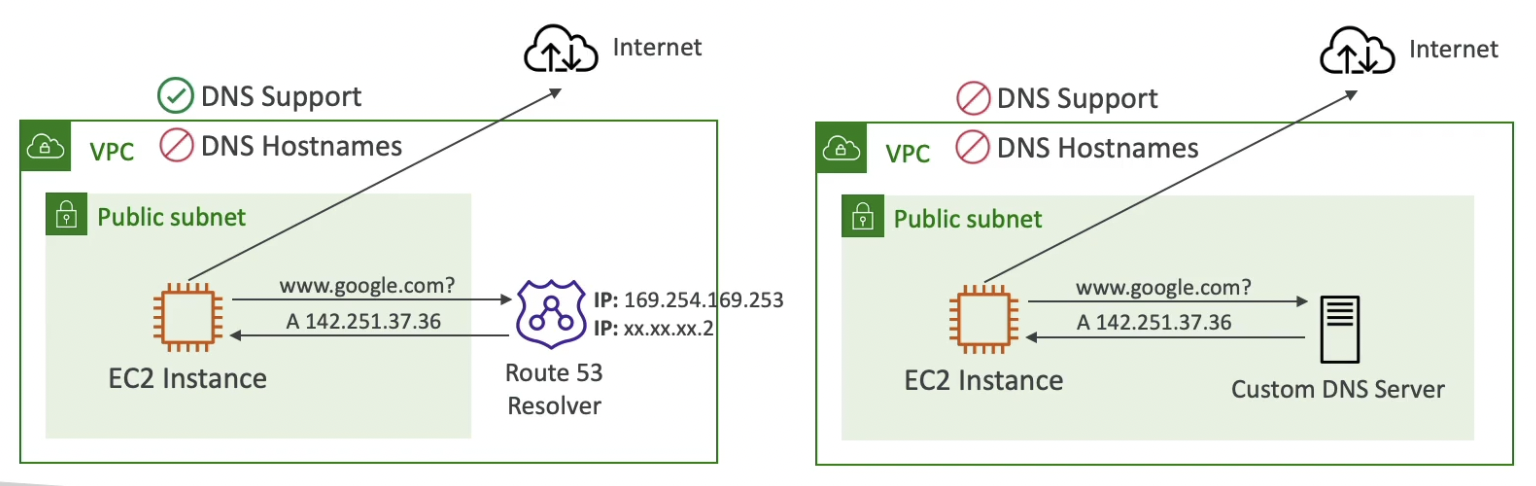 Internet
DNS Support
DNS Hostnames
VPC
Public subnet
www.google.com?
A 142.251.37.36
IP: 169.254.169.253
IP: xx.xx.xx.2
EC2 Instance
Route 53
Resolver
Internet
DNS Support
DNS Hostnames
VPC
Public subnet
www.google.com?
A 142.251.37.36
EC2 Instance
Custom DNS Server